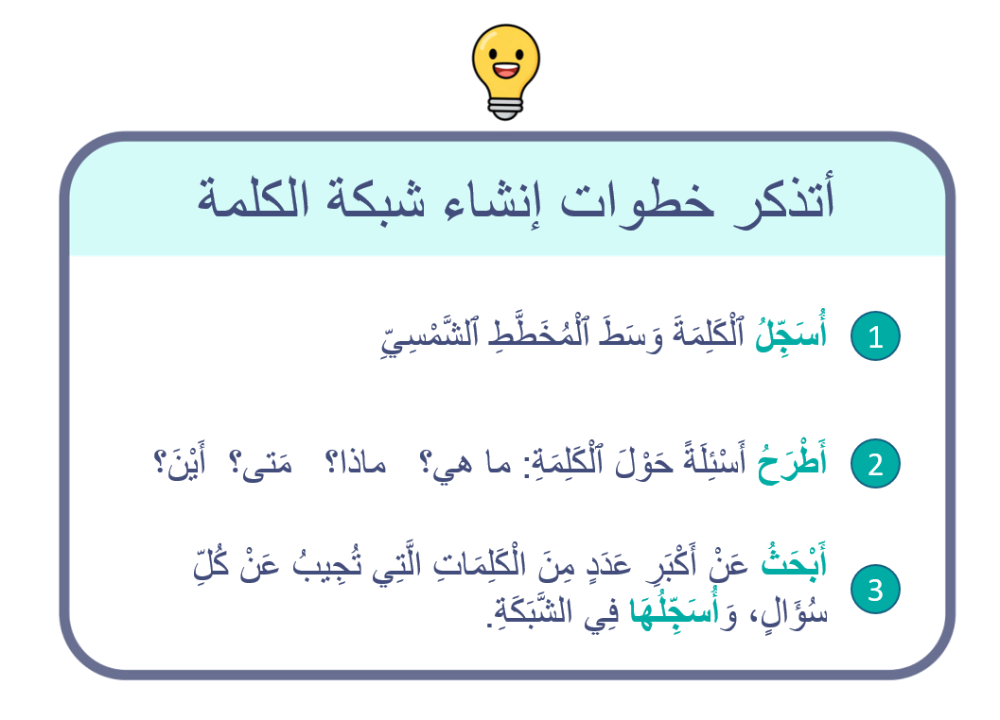 أتذكر خطوات إنشاء شبكة الكلمة
1 أُسَجِّلُ ٱلْكَلِمَةَ وَسَطَ ٱلْمُخَطَّطِ ٱلشَّمْسِيِّ
2 أَطْرَحُ أَسْئِلَةً حَوْلَ ٱلْكَلِمَةِ: ما هي؟ ماذا؟ مَتى؟ أَيْنَ؟
3 أَبْحَثُ عَنْ أَكْبَرِ عَدَدٍ مِنَ الْكَلِمَاتِ الَّتِي تُجِيبُ عَنْ كُلِّ
سُؤَالٍ، وَأُسَجِّلُهَا فِي الشَّبَكَةِ.